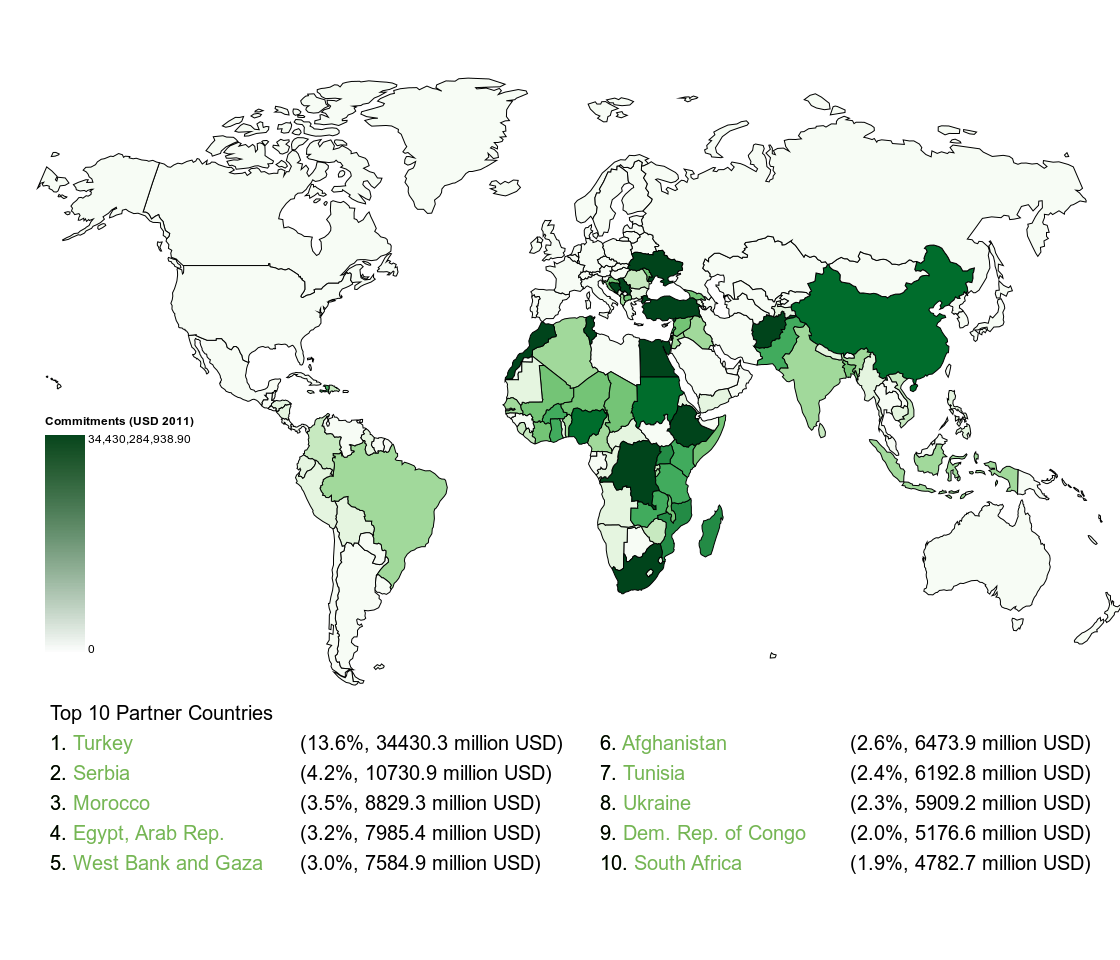 Commitments (USD 2011)
34,430,284,938.90
0
Top 10 Partner Countries
1. Turkey (13.6%, 34430.3 million USD)
2. Serbia (4.2%, 10730.9 million USD)
3. Morocco (3.5%, 8829.3 million USD)
4. Egypt, Arab Rep. (3.2%, 7985.4 million USD)
5. West Bank and Gaza (3.0%, 7584.9 million USD)
6. Afghanistan (2.6%, 6473.9 million USD)
7. Tunisia (2.4%, 6192.8 million USD)
8. Ukraine (2.3%, 5909.2 million USD)
9. Dem. Rep. of Congo (2.0%, 5176.6 million USD)
10. South Africa (1.9%, 4782.7 million USD)